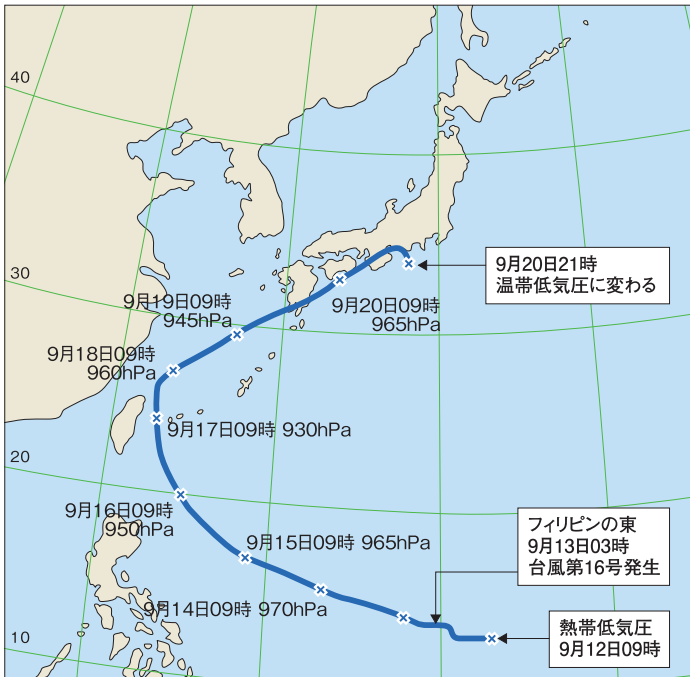 40
30
20
10
9月20日21時
温帯低気圧に変わる
9月20日09時
965hPa
9月19日09時
945hPa
9月18日09時
960hPa
9月17日09時 930hPa
9月16日09時
950hPa
9月15日09時 965hPa
9月14日09時 970hPa
フィリピンの東
9月13日03時
台風第16号発生
熱帯低気圧
9月12日09時